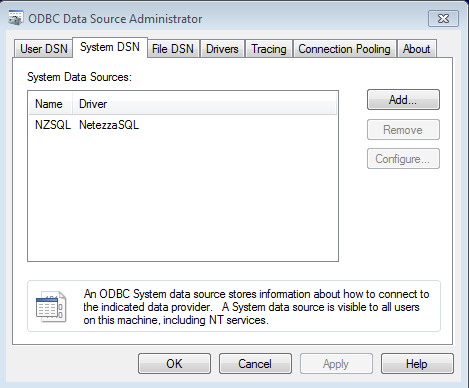 ODBC Data Source Administrator
User DSN System DSN File DSN Drivers Tracing Connection Pooling About
System Data Sources:
Name Driver
NZSQL NetezzaSQL
Add...
Remove
Configure...
An ODBC System data source stores information about how to connect to
the indicated data provider. A System data source is visible to all users
on this machine, including NT services.
OK Cancel Apply Help